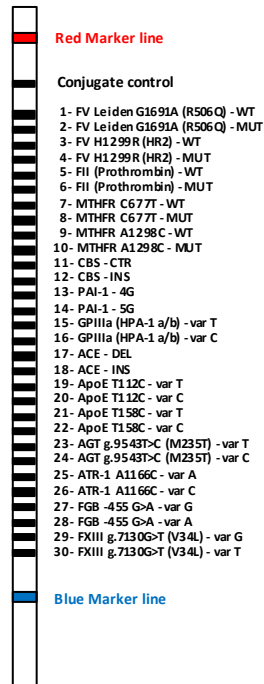 Red Marker line
Conjugate control
1- FV Leiden G1691A (R506Q) - WT
2- FV Leiden G1691A (R506Q) - MUT
3- FV H1299R (HR2) - WT
4- FV H1299R (HR2) - MUT
5- FII (Prothrombin) - WT
6- FII (Prothrombin) - MUT
7- MTHFR C677T - WT
8- MTHFR C677T - MUT
9- MTHFR A1298C - WT
10- MTHFR A1298C - MUT
11- CBS - CTR
12- CBS - INS
13- PAI-1 - 4G
14- PAI-1 - 5G
15- GPIIIa (HPA-1 a/b) - var T
16- GPIIIa (HPA-1 a/b) - var C
17- ACE - DEL
18- ACE - INS
19- ApoE T112C - var T
20- ApoE T112C - var C
21- ApoE T158C - var T
22- ApoE T158C - var C
23- AGT g.9543T>C (M235T) - var T
24- AGT g.9543T>C (M235T) - var C
25- ATR-1 A1166C - var A
26- ATR-1 A1166C - var C
27- FGB -455 G>A - var G
28- FGB -455 G>A - var A
29- FXIII g.7130G>T (V34L) - var G
30- FXIII g.7130G>T (V34L) - var T
Blue Marker line